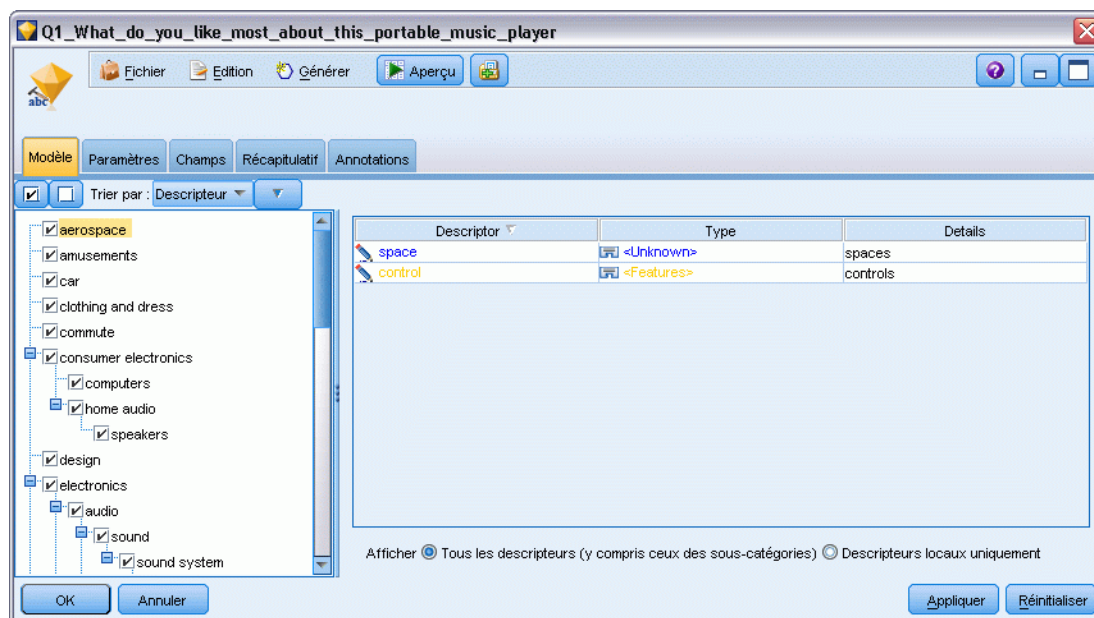 Q1_What_do_you_like_most_about_this_portable_music_player
Fichier Edition Générer Aperçu
abc
Modèle Paramètres Champs Récapitulatif Annotations
Trier par : Descripteur
aerospace
amusements
car
clothing and dress
commute
consumer electronics
computers
home audio
speakers
design
electronics
audio
sound
sound system
Descriptor Type Details
space <Unknown> spaces
control <Features> controls
Afficher Tous les descripteurs (y compris ceux des sous-catégories) Descripteurs locaux uniquement
OK Annuler Appliquer Réinitialiser